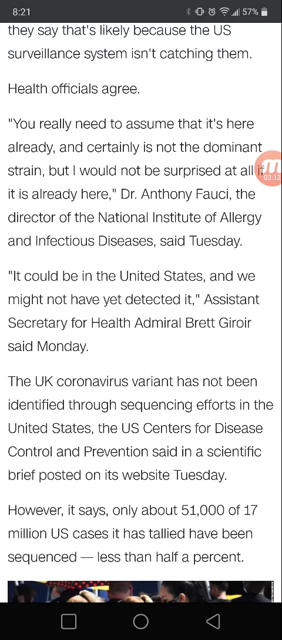 8:21
57%
they say that's likely because the US
surveillance system isn't catching them.
Health officials agree.
"You really need to assume that it's here
already, and certainly is not the dominant
strain, but I would not be surprised at all if
it is already here," Dr. Anthony Fauci, the
director of the National Institute of Allergy
and Infectious Diseases, said Tuesday.
"It could be in the United States, and we
might not have yet detected it," Assistant
Secretary for Health Admiral Brett Giroir
said Monday.
The UK coronavirus variant has not been
identified through sequencing efforts in the
United States, the US Centers for Disease
Control and Prevention said in a scientific
brief posted on its website Tuesday.
However, it says, only about 51,000 of 17
million US cases it has tallied have been
sequenced — less than half a percent.